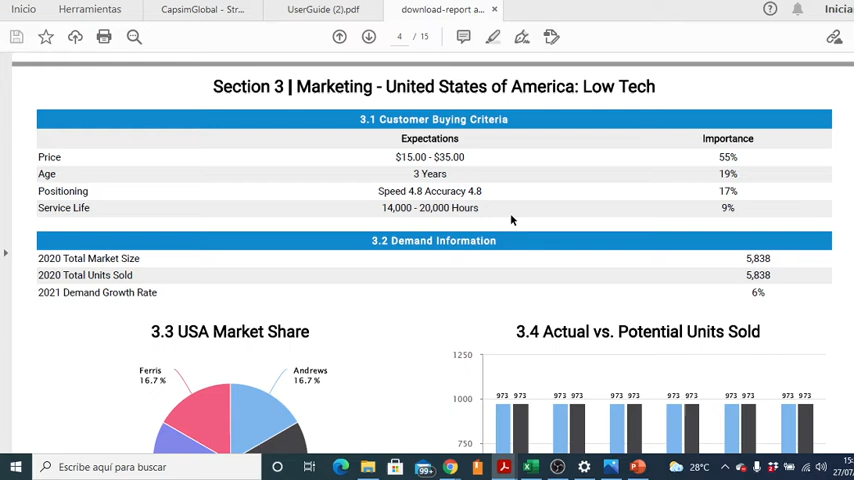 Inicio Herramientas CapsimGlobal - Str... UserGuide (2).pdf download-report a... × Inicia
4 / 15
Section 3 | Marketing - United States of America: Low Tech
3.1 Customer Buying Criteria
Expectations Importance
Price $15.00 - $35.00 55%
Age 3 Years 19%
Positioning Speed 4.8 Accuracy 4.8 17%
Service Life 14,000 - 20,000 Hours 9%
3.2 Demand Information
2020 Total Market Size 5,838
2020 Total Units Sold 5,838
2021 Demand Growth Rate 6%
3.3 USA Market Share 3.4 Actual vs. Potential Units Sold
1250
Ferris Andrews
16.7 % 16.7 %
1000 973 973 973 973 973 973 973 973 973 973 973 973
750
Escribe aquí para buscar 99+ 28°C 15:
27/07/